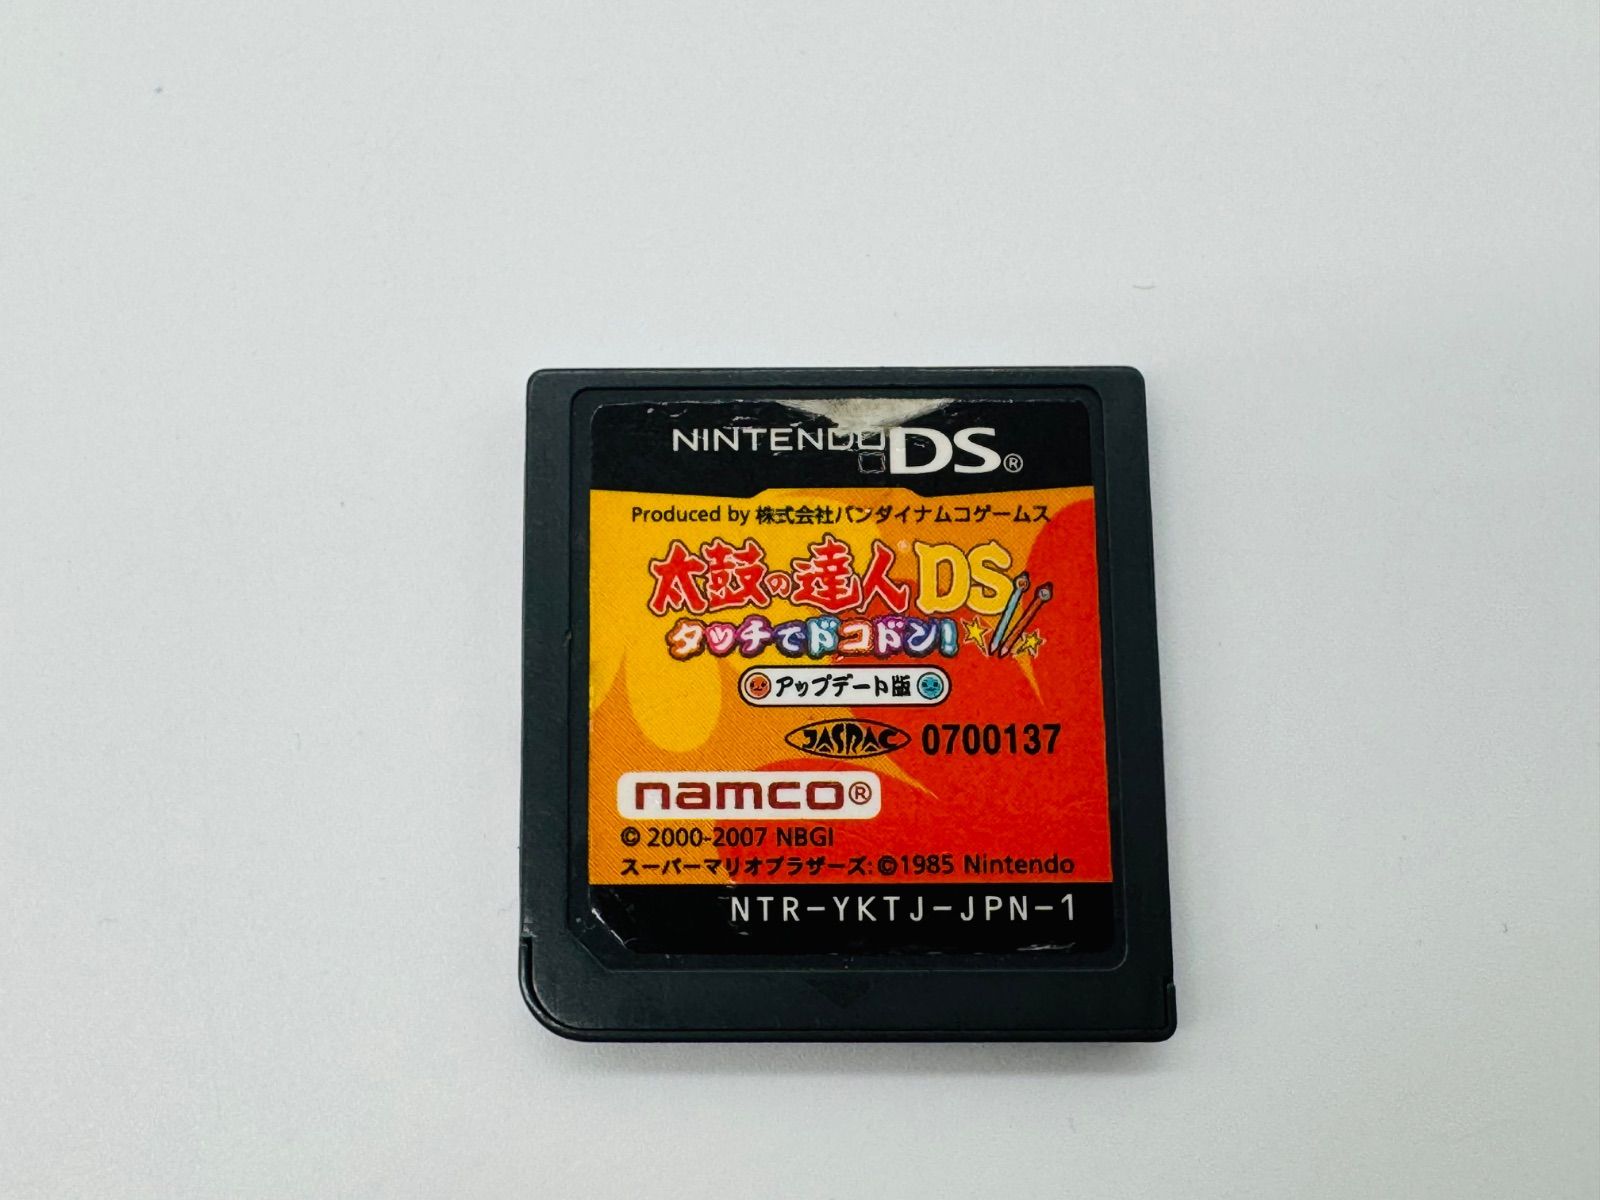 NINTENDO DS®
Produced by 株式会社バンダイナムコゲームス
太鼓の達人® DS
タッチでドコドン!
アップデート版
JASRAC 0700137
namco®
© 2000-2007 NBGI
スーパーマリオブラザーズ:©1985 Nintendo
NTR-YKTJ-JPN-1